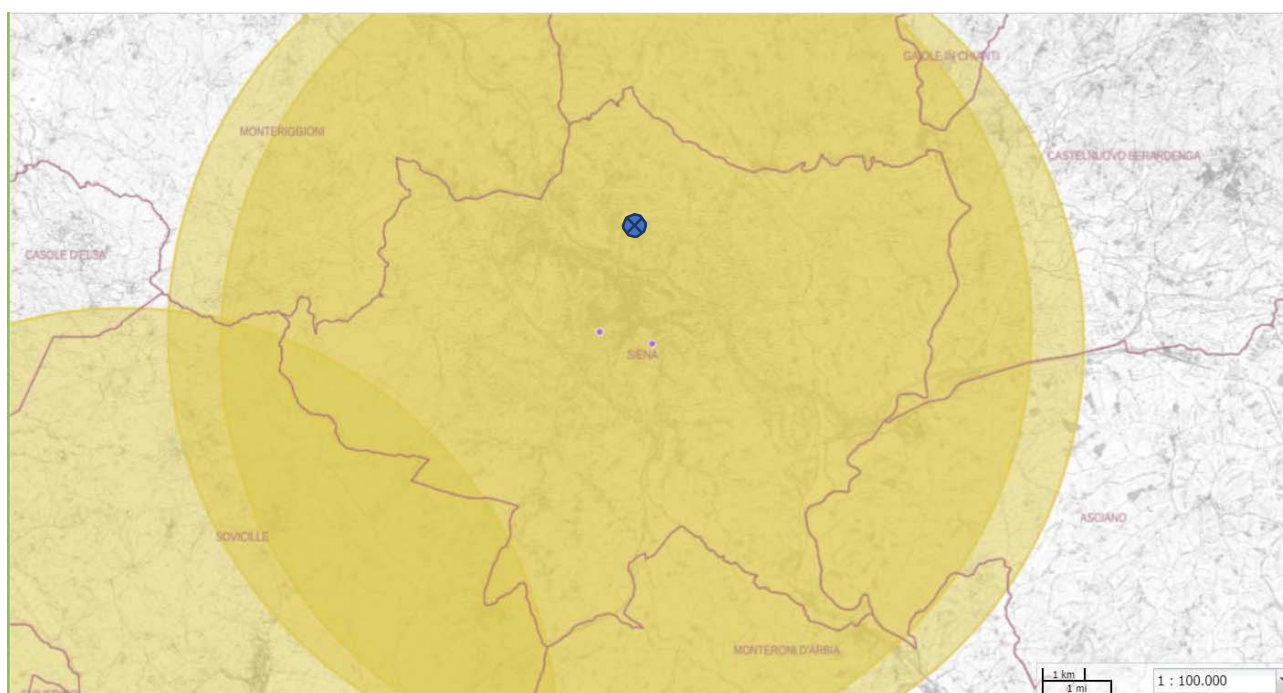 GAIOLE IN CHIANTI
MONTERIGGIONI
CASTELNUOVO BERARDENGA
CASOLE D'ELSA
SIENA
ASCIANO
SOVICILLE
MONTERONI D'ARBIA
1 km
1 mi
1 : 100.000